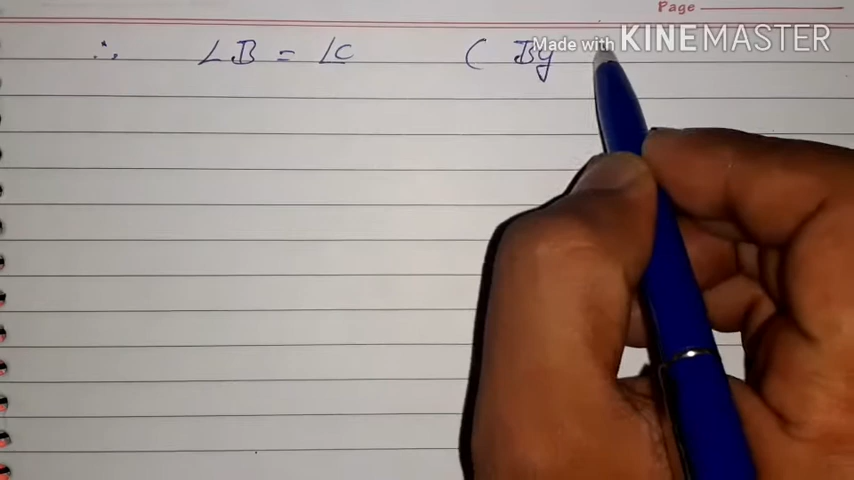 Page
∴ ∠B = ∠C ( By
Made with KINEMASTER